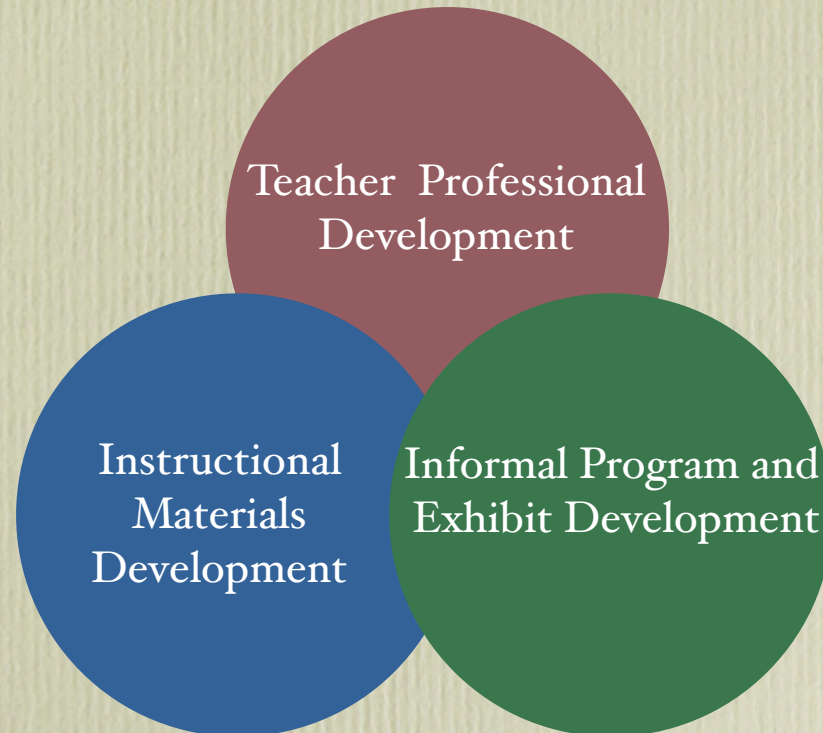 Teacher Professional
Development
Instructional
Materials
Development
Informal Program and
Exhibit Development